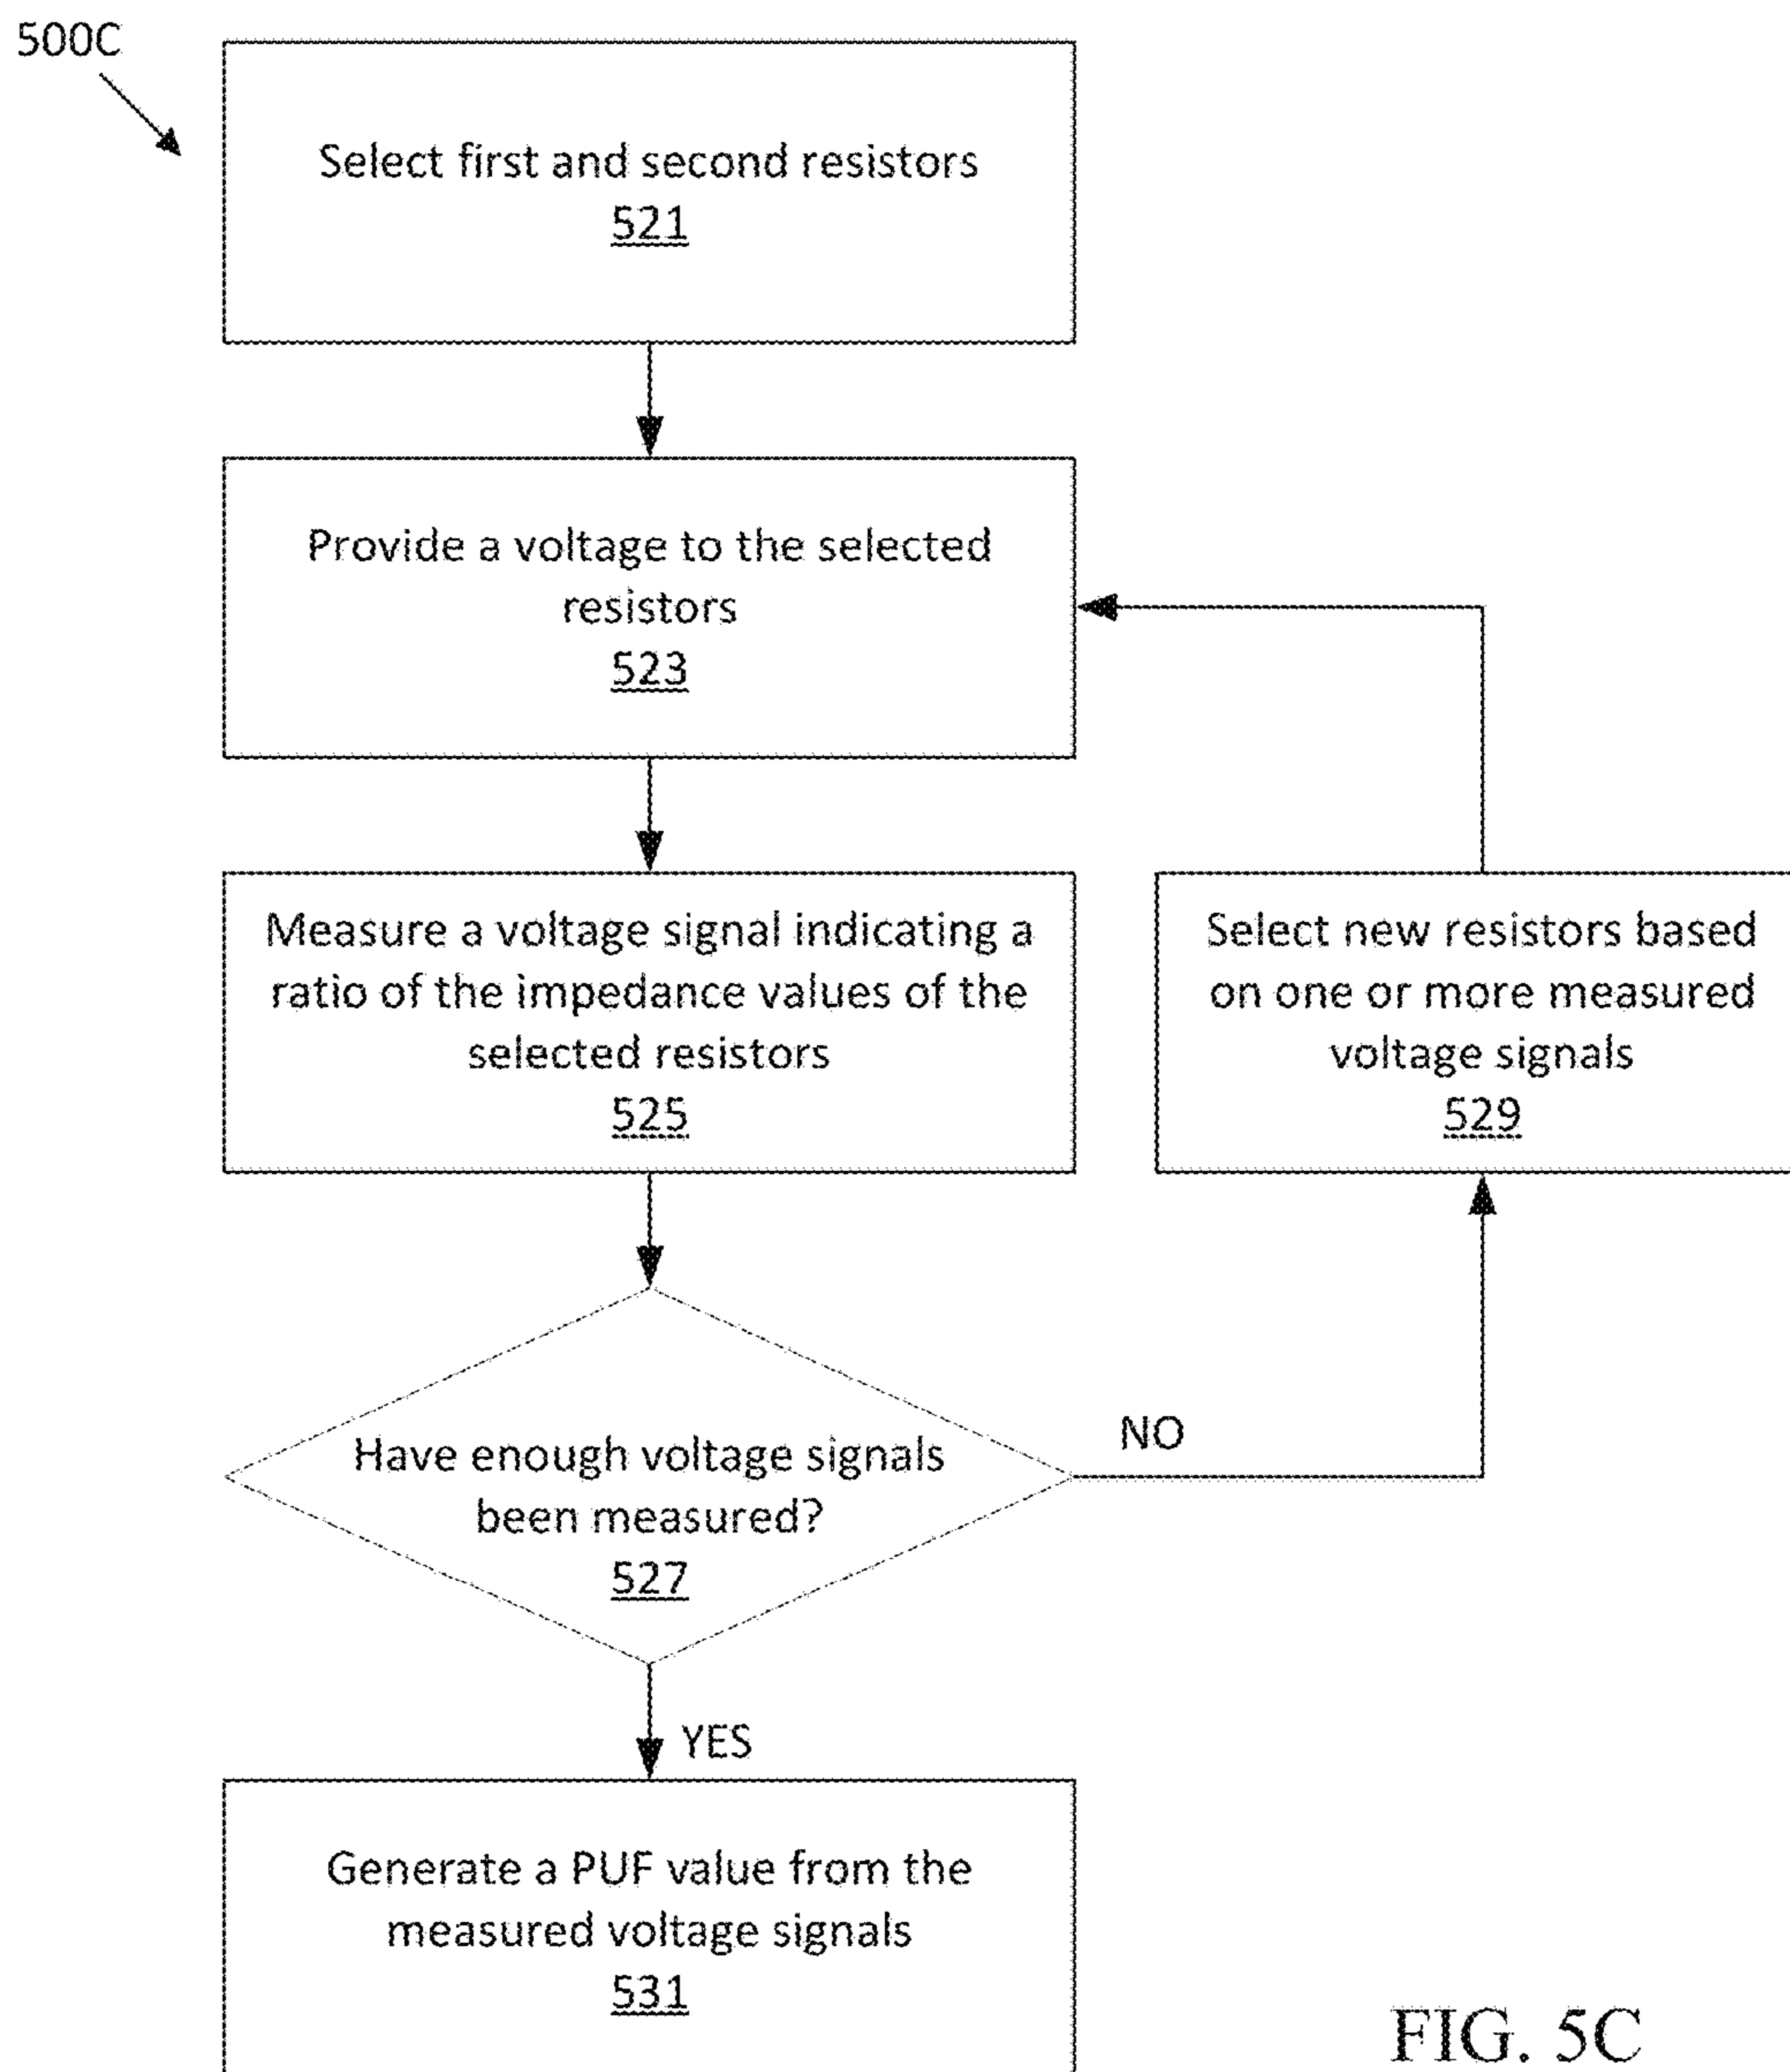 500C
Select first and second resistors
521
Provide a voltage to the selected
resistors
523
Measure a voltage signal indicating a
ratio of the impedance values of the
selected resistors
525
Select new resistors based
on one or more measured
voltage signals
529
Have enough voltage signals
been measured?
527
NO
YES
Generate a PUF value from the
measured voltage signals
531
FIG. 5C